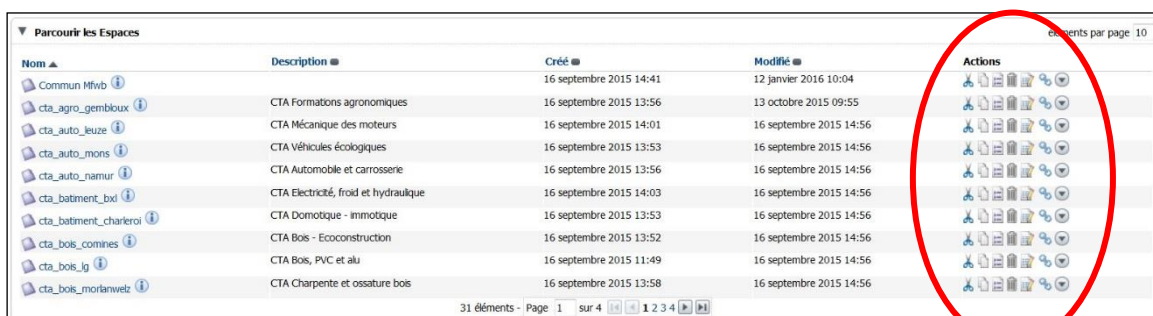 Parcourir les Espaces éléments par page 10
Nom Description Créé Modifié Actions
Commun Mfwb 16 septembre 2015 14:41 12 janvier 2016 10:04
cta_agro_gembloux CTA Formations agronomiques 16 septembre 2015 13:56 13 octobre 2015 09:55
cta_auto_leuze CTA Mécanique des moteurs 16 septembre 2015 14:01 16 septembre 2015 14:56
cta_auto_mons CTA Véhicules écologiques 16 septembre 2015 13:53 16 septembre 2015 14:56
cta_auto_namur CTA Automobile et carrosserie 16 septembre 2015 13:56 16 septembre 2015 14:56
cta_batiment_bxl CTA Electricité, froid et hydraulique 16 septembre 2015 14:03 16 septembre 2015 14:56
cta_batiment_charleroi CTA Domotique - immotique 16 septembre 2015 13:53 16 septembre 2015 14:56
cta_bois_comines CTA Bois - Ecoconstruction 16 septembre 2015 13:52 16 septembre 2015 14:56
cta_bois_lg CTA Bois, PVC et alu 16 septembre 2015 11:49 16 septembre 2015 14:56
cta_bois_morlanwelz CTA Charpente et ossature bois 16 septembre 2015 13:58 16 septembre 2015 14:56
31 éléments - Page 1 sur 4 1 2 3 4